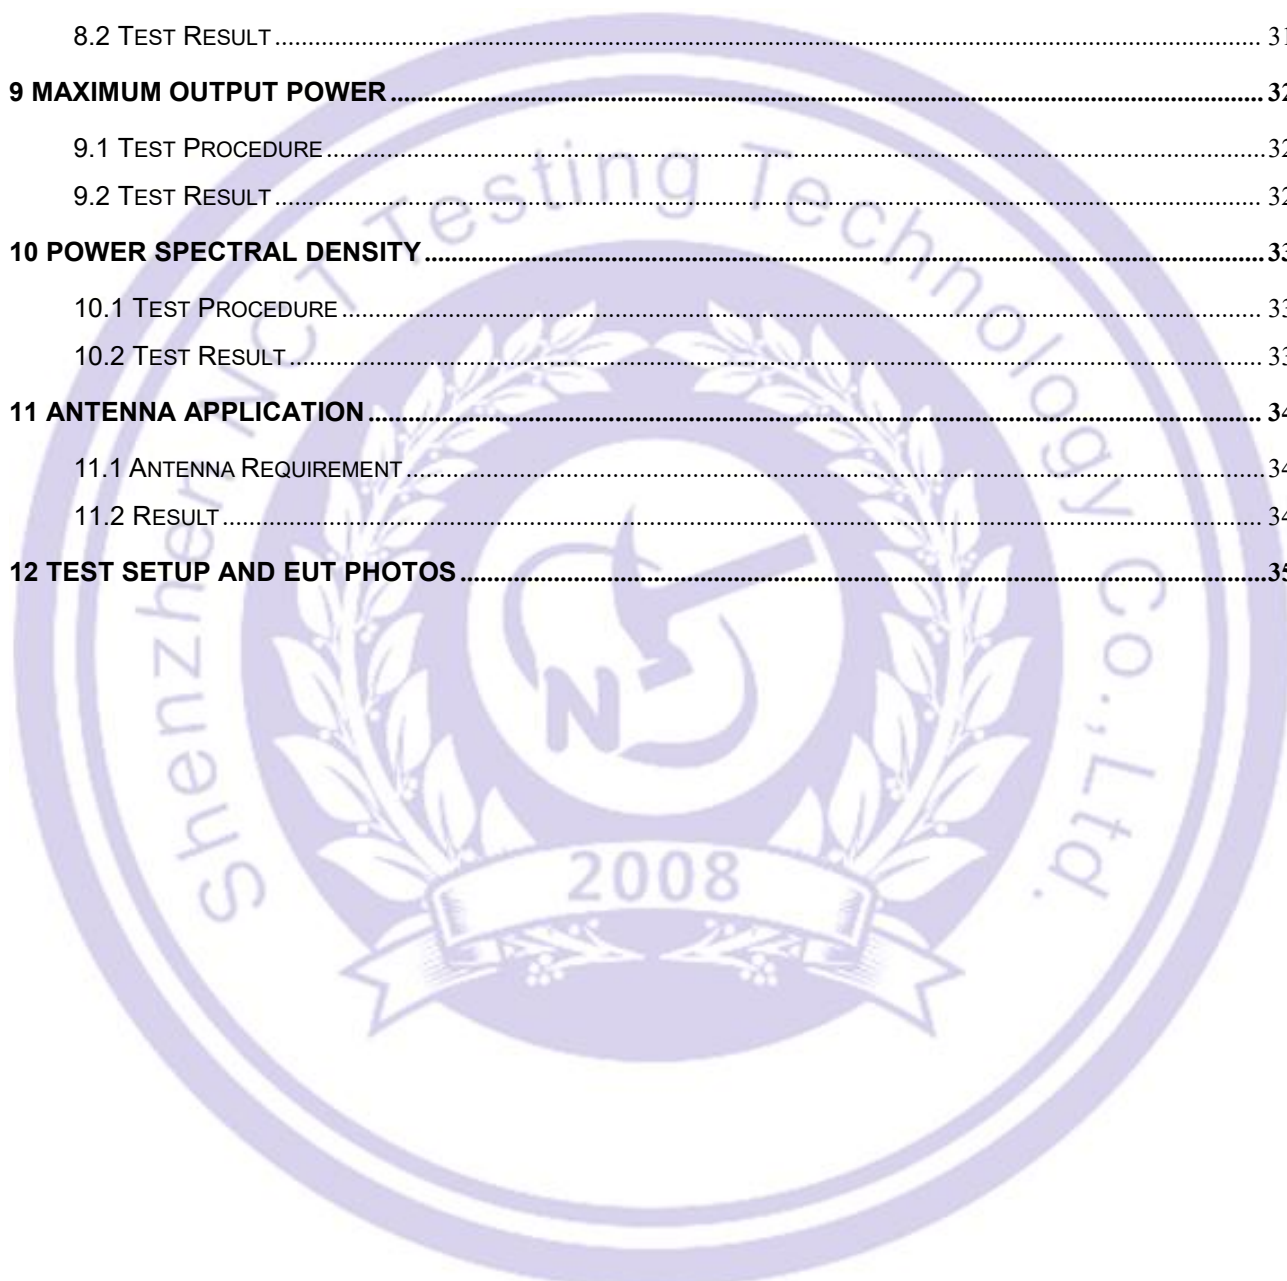 8.2 TEST RESULT........ 31
9 MAXIMUM OUTPUT POWER........ 32
9.1 TEST PROCEDURE........ 32
9.2 TEST RESULT........ 32
10 POWER SPECTRAL DENSITY........ 33
10.1 TEST PROCEDURE........ 33
10.2 TEST RESULT........ 33
11 ANTENNA APPLICATION........ 34
11.1 ANTENNA REQUIREMENT........ 34
11.2 RESULT........ 34
12 TEST SETUP AND EUT PHOTOS........35
Shenzhen NCT Testing Technology Co.,Ltd.
N
2008